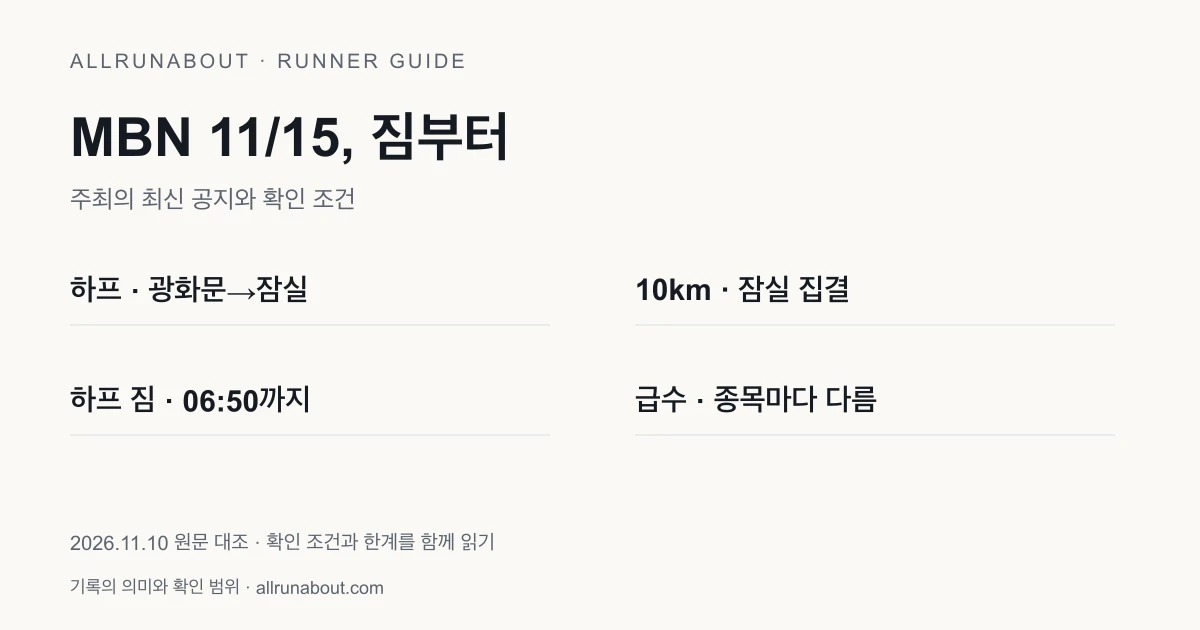 ALLRUNABOUT · RUNNER GUIDE
MBN 11/15, 짐부터
주최의 최신 공지와 확인 조건
하프 · 광화문→잠실
10km · 잠실 집결
하프 짐 · 06:50까지
급수 · 종목마다 다름
2026.11.10 원문 대조 · 확인 조건과 한계를 함께 읽기
기록의 의미와 확인 범위 · allrunabout.com